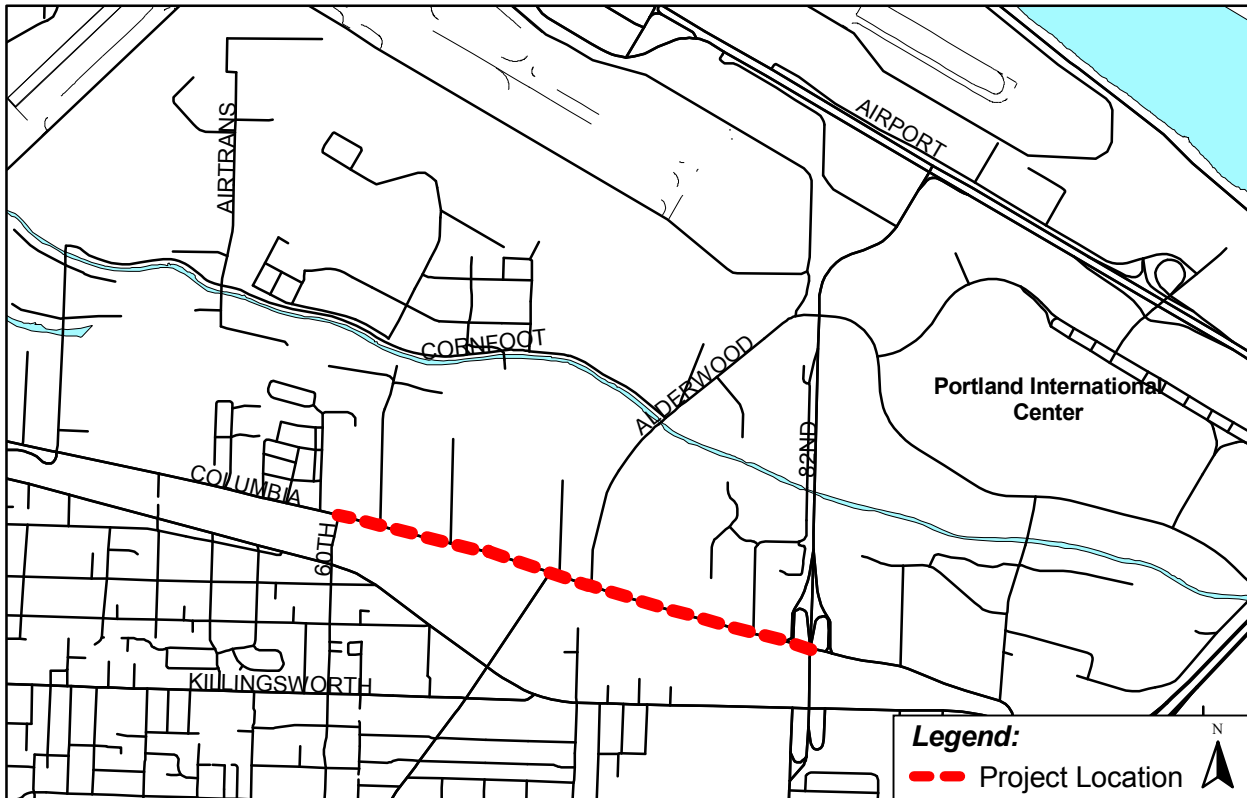 AIRPORT
AIRTRANS
CORNFOOT
ALDERWOOD
Portland International
Center
82ND
COLUMBIA
60TH
KILLINGSWORTH
Legend:
Project Location
N